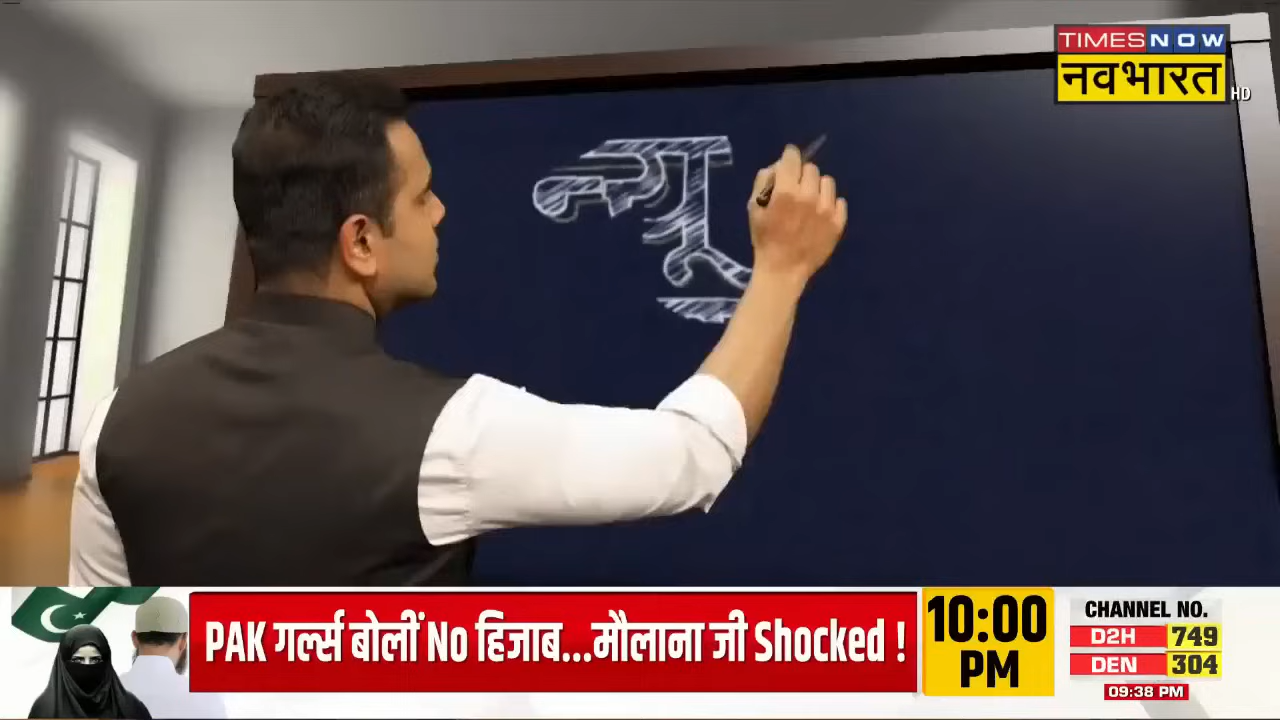 TIMES NOW
नवभारत
HD
न्यू
PAK गर्ल्स बोलीं No हिजाब...मौलाना जी Shocked !
10:00
PM
CHANNEL NO.
D2H 749
DEN 304
09:38 PM